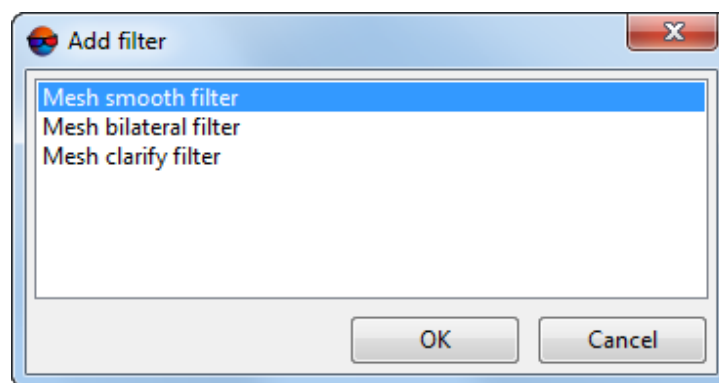 Add filter
Mesh smooth filter
Mesh bilateral filter
Mesh clarify filter
OK Cancel